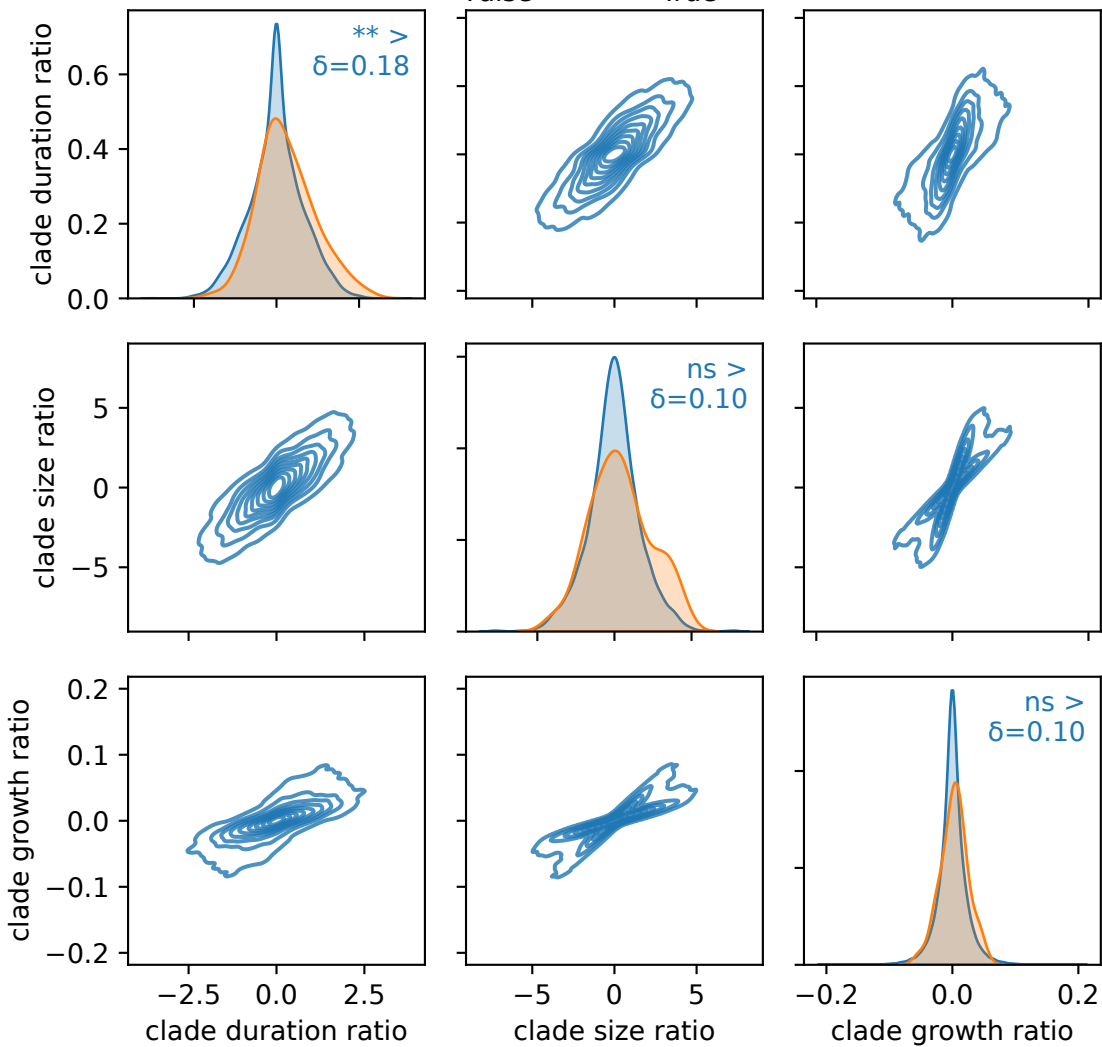 clade duration ratio
0.6
0.4
0.2
0.0
** >
δ=0.18
clade size ratio
5
0
−5
ns >
δ=0.10
clade growth ratio
0.2
0.1
0.0
−0.1
−0.2
ns >
δ=0.10
−2.5 0.0 2.5
−5 0 5
−0.2 0.0 0.2
clade duration ratio
clade size ratio
clade growth ratio